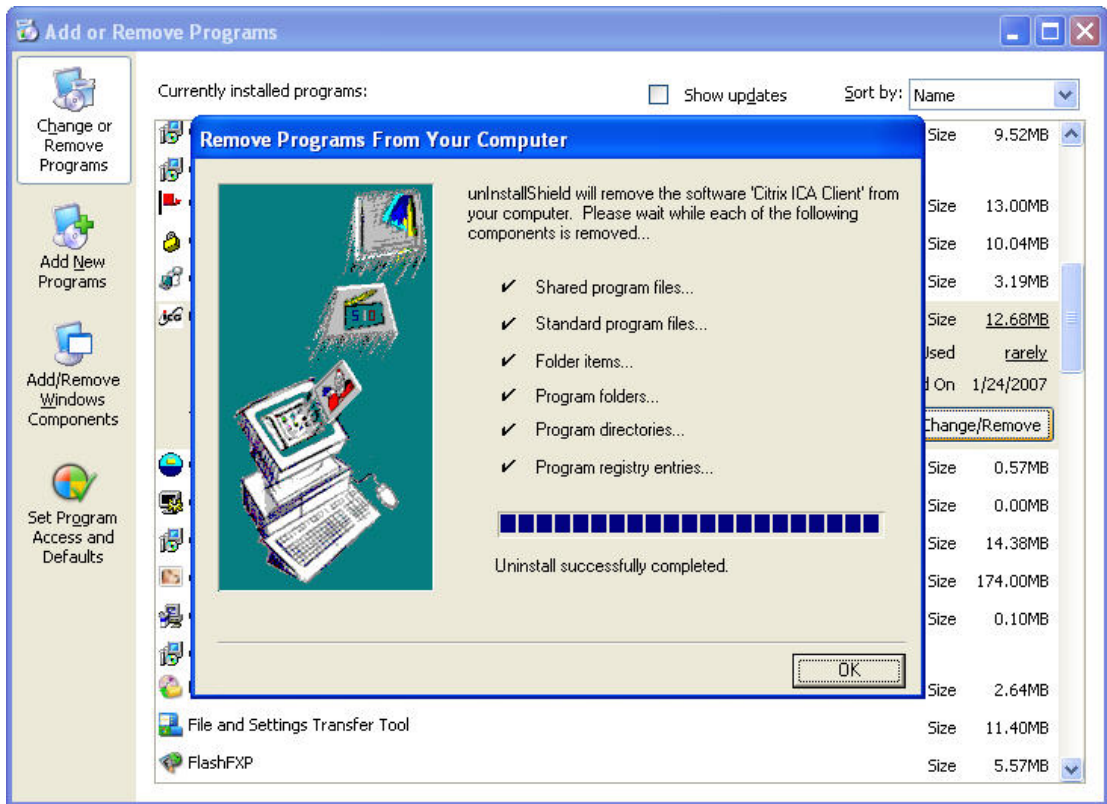 Add or Remove Programs
Change or
Remove
Programs
Add New
Programs
Add/Remove
Windows
Components
Set Program
Access and
Defaults
Currently installed programs:
Show updates
Sort by: Name
Size 9.52MB
Size 13.00MB
Size 10.04MB
Size 3.19MB
Size 12.68MB
rarely
On 1/24/2007
Change/Remove
Size 0.57MB
Size 0.00MB
Size 14.38MB
Size 174.00MB
Size 0.10MB
Size 2.64MB
File and Settings Transfer Tool Size 11.40MB
FlashFXP Size 5.57MB
Remove Programs From Your Computer
unInstallShield will remove the software 'Citrix ICA Client' from
your computer. Please wait while each of the following
components is removed...
Shared program files...
Standard program files...
Folder items...
Program folders...
Program directories...
Program registry entries...
Uninstall successfully completed.
OK